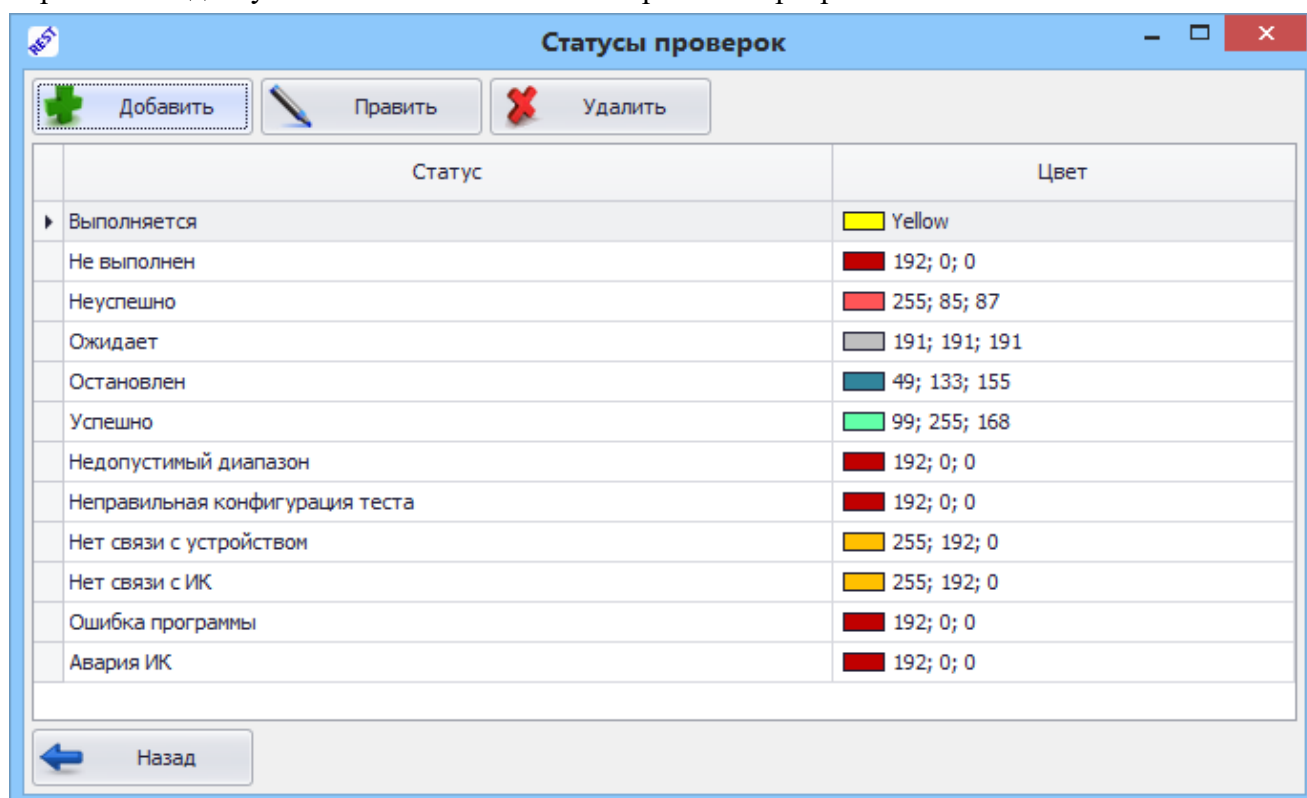 REST
Статусы проверок
Добавить Править Удалить
Статус Цвет
Выполняется Yellow
Не выполнен 192; 0; 0
Неуспешно 255; 85; 87
Ожидает 191; 191; 191
Остановлен 49; 133; 155
Успешно 99; 255; 168
Недопустимый диапазон 192; 0; 0
Неправильная конфигурация теста 192; 0; 0
Нет связи с устройством 255; 192; 0
Нет связи с ИК 255; 192; 0
Ошибка программы 192; 0; 0
Авария ИК 192; 0; 0
Назад